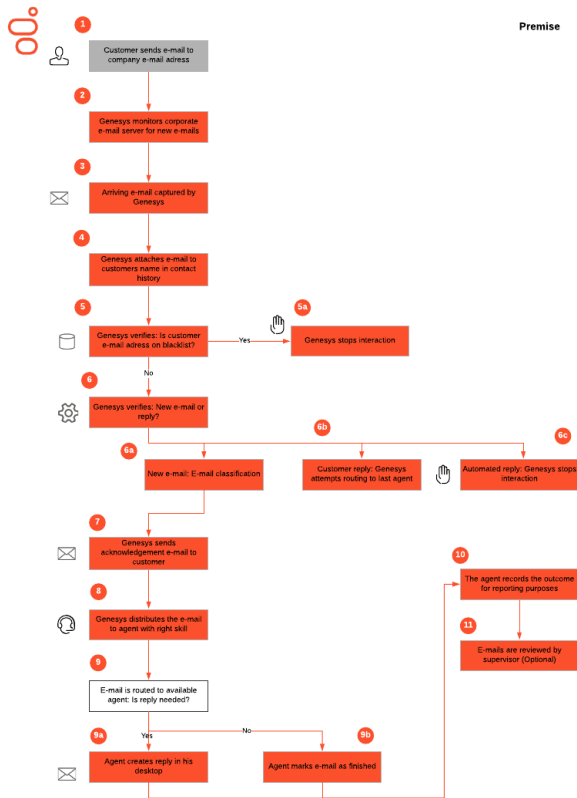 Premise
1
Customer sends e-mail to
company e-mail adress
2
Genesys monitors corporate
e-mail server for new e-mails
3
Arriving e-mail captured by
Genesys
4
Genesys attaches e-mail to
customers name in contact
history
5
Genesys verifies: Is customer
e-mail adress on blacklist?
Yes
5a
Genesys stops interaction
No
6
Genesys verifies: New e-mail or
reply?
6a
New e-mail: E-mail classification
6b
Customer reply: Genesys
attempts routing to last agent
6c
Automated reply: Genesys stops
interaction
7
Genesys sends
acknowledgement e-mail to
customer
8
Genesys distributes the e-mail
to agent with right skill
9
E-mail is routed to available
agent: Is reply needed?
Yes
No
9a
Agent creates reply in his
desktop
9b
Agent marks e-mail as finished
10
The agent records the outcome
for reporting purposes
11
E-mails are reviewed by
supervisor (Optional)